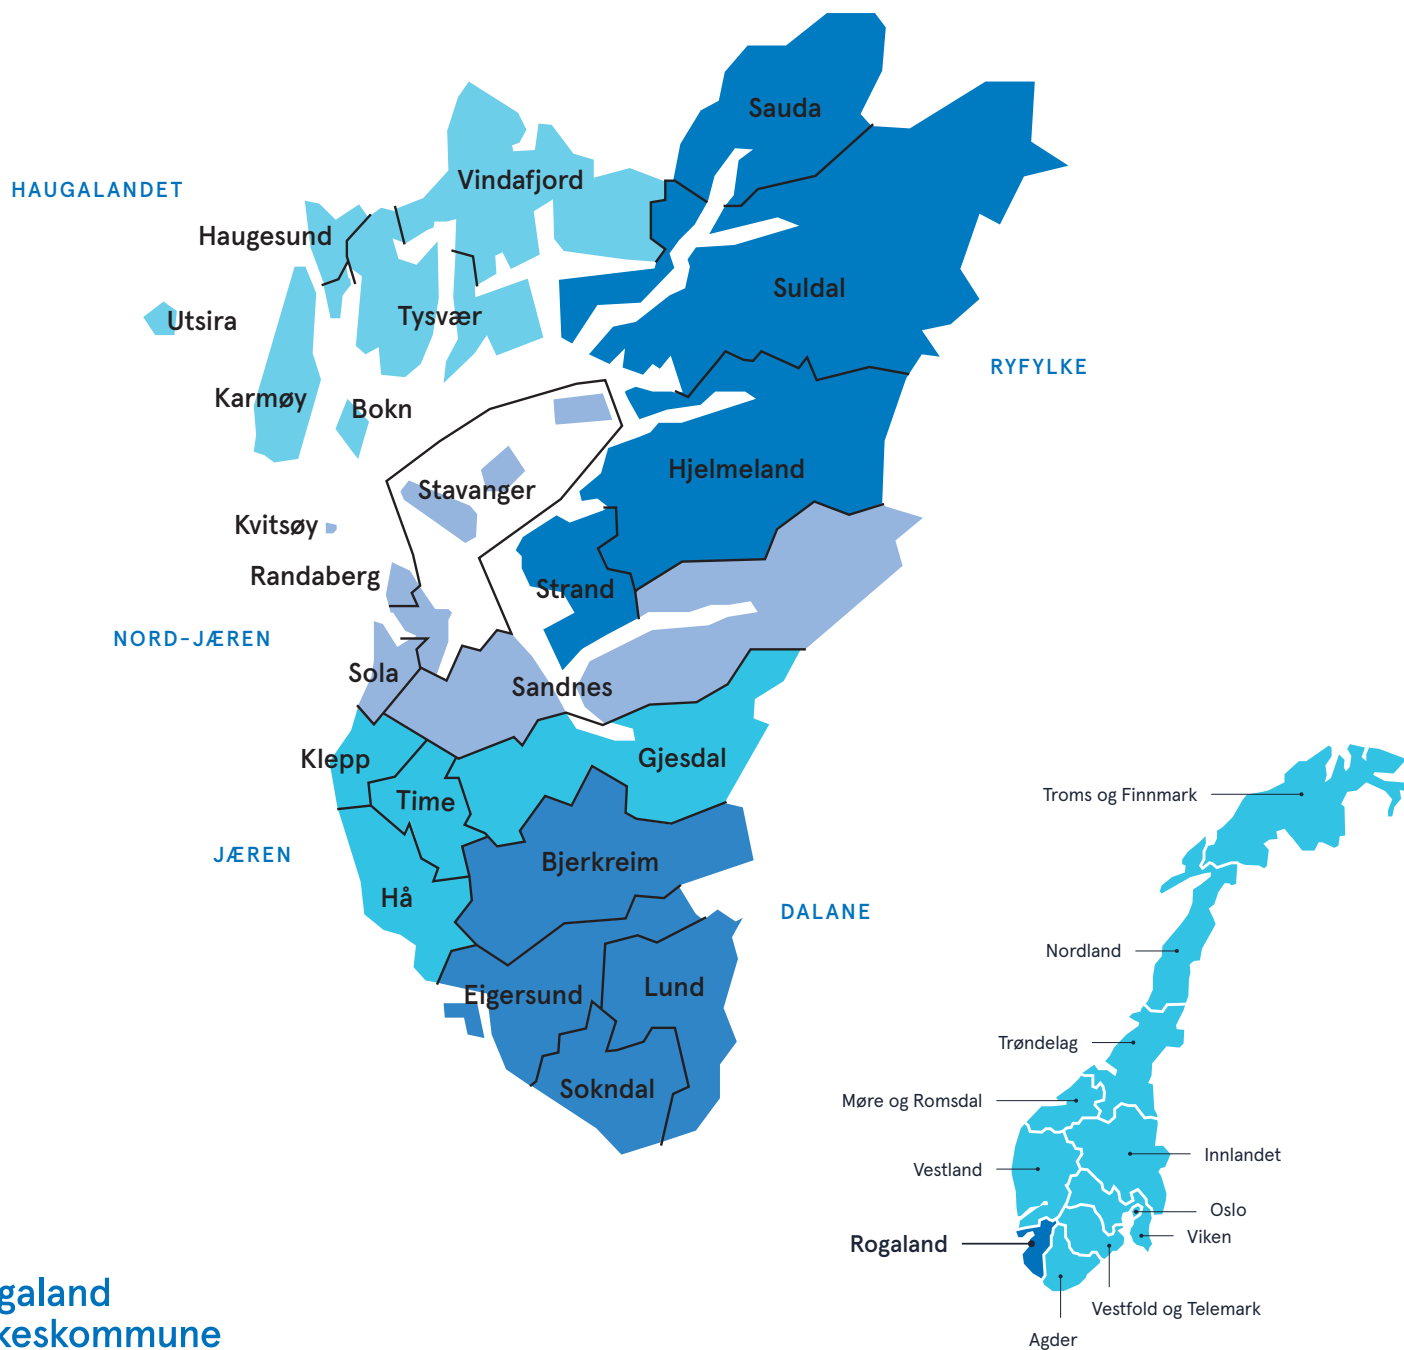 Sauda
Vindafjord
HAUGALANDET
Haugesund
Suldal
Utsira
Tysvær
RYFYLKE
Karmøy
Bokn
Hjelmeland
Stavanger
Kvitsøy
Randaberg
Strand
NORD-JÆREN
Sola
Sandnes
Klepp
Gjesdal
Time
Troms og Finnmark
JÆREN
Bjerkreim
Hå
DALANE
Nordland
Eigersund
Lund
Trøndelag
Sokndal
Møre og Romsdal
Innlandet
Vestland
Oslo
Viken
Rogaland
galand
keskommune
Vestfold og Telemark
Agder